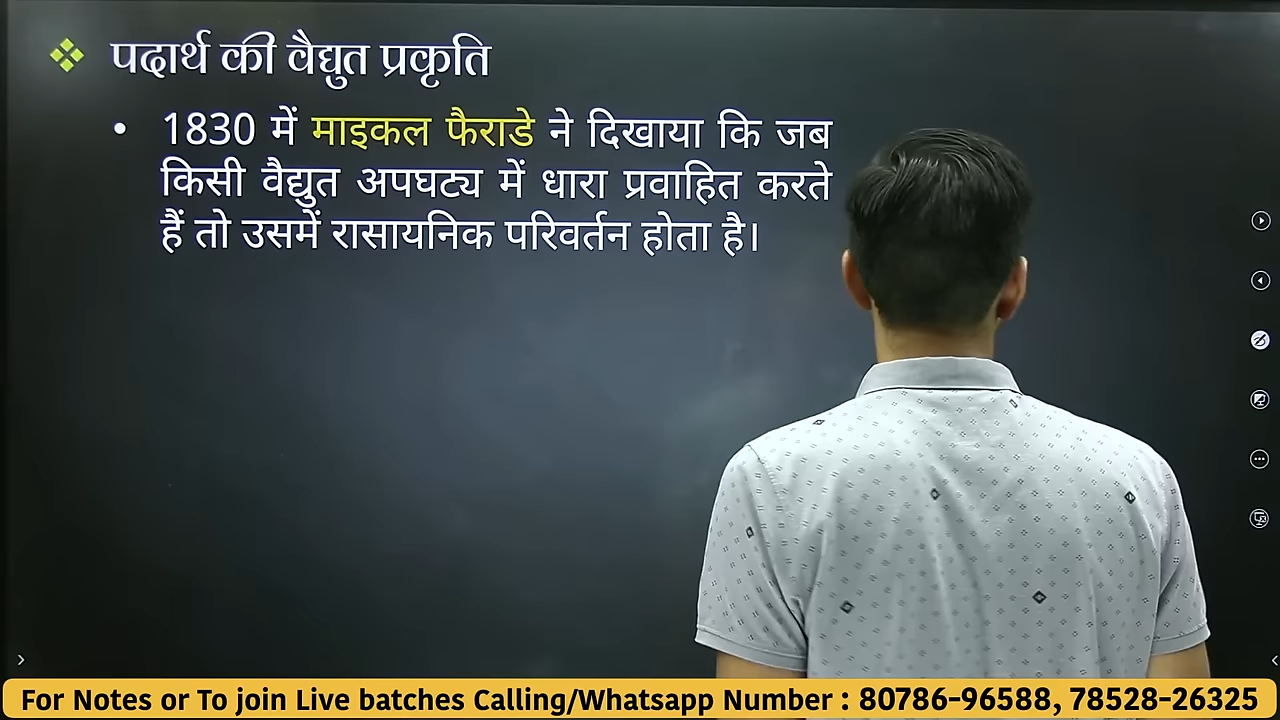 पदार्थ की वैद्युत प्रकृति
• 1830 में माइकल फैराडे ने दिखाया कि जब
किसी वैद्युत अपघट्य में धारा प्रवाहित करते
हैं तो उसमें रासायनिक परिवर्तन होता है।
For Notes or To join Live batches Calling/Whatsapp Number : 80786-96588, 78528-26325